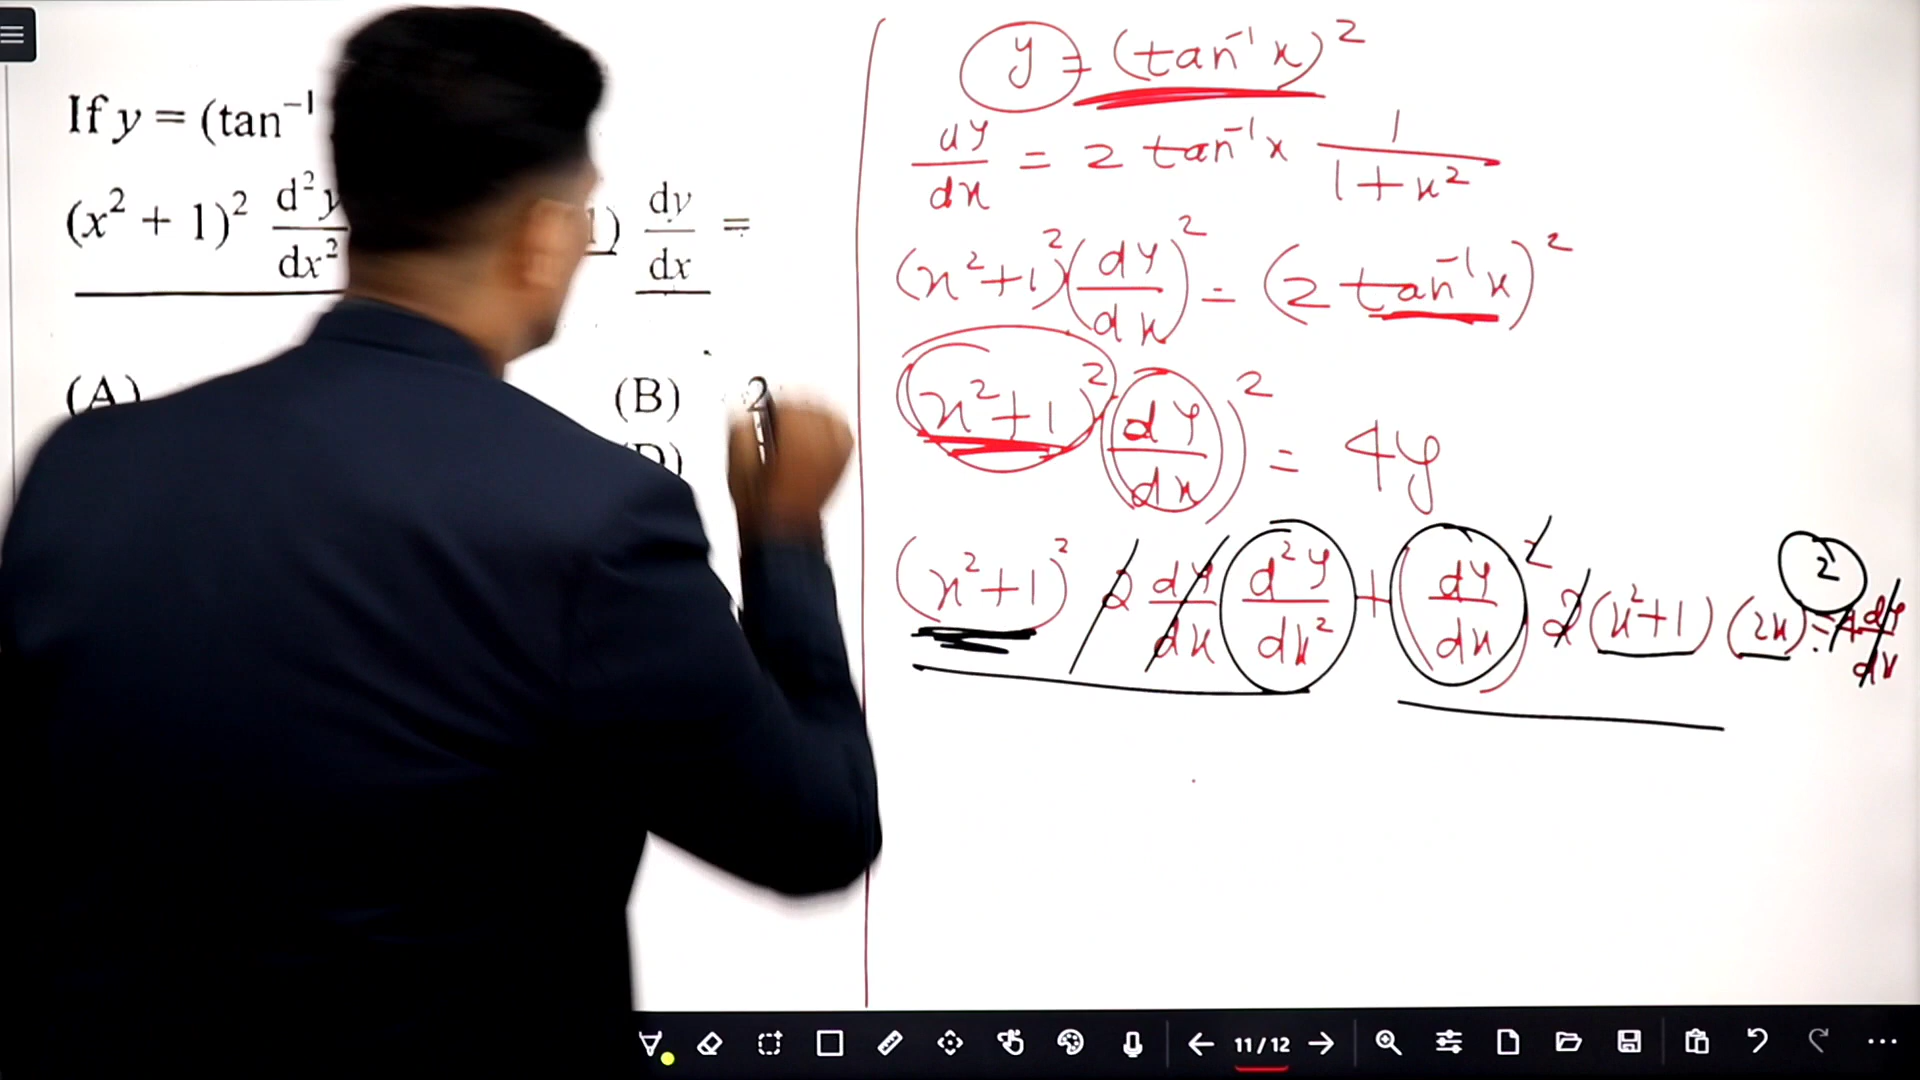 If y = (tan⁻¹
(x² + 1)² d²y/dx² 1) dy/dx =
(A) (B) 2
(D)
y = (tan⁻¹x)²
dy/dx = 2 tan⁻¹x 1/1+x²
(x²+1)²(dy/dx)² = (2 tan⁻¹x)²
(x²+1)²(dy/dx)² = 4y
(x²+1)² 2 dy/dx d²y/dx² + (dy/dx)² 2(x²+1)(2x) = 4 dy/dx
2
11/12